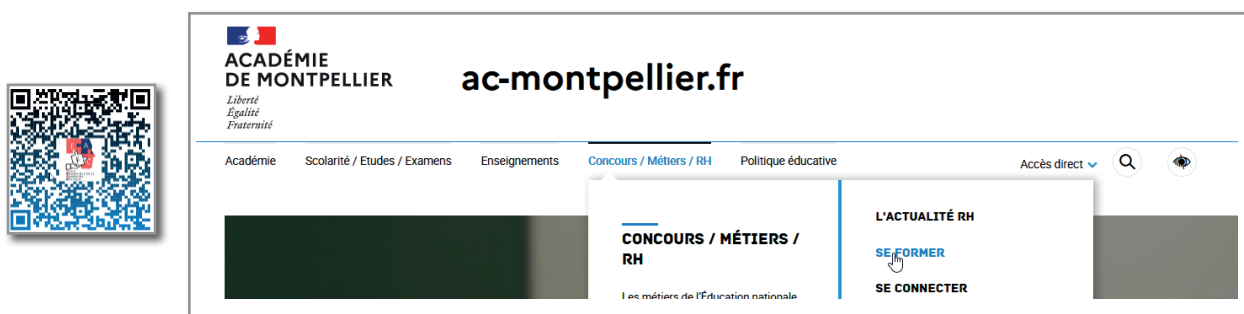 ACADÉMIE
DE MONTPELLIER
Liberté
Égalité
Fraternité
ac-montpellier.fr
Académie Scolarité / Etudes / Examens Enseignements Concours / Métiers / RH Politique éducative Accès direct
CONCOURS / MÉTIERS /
RH
Les métiers de l'Éducation nationale
L'ACTUALITÉ RH
SE FORMER
SE CONNECTER